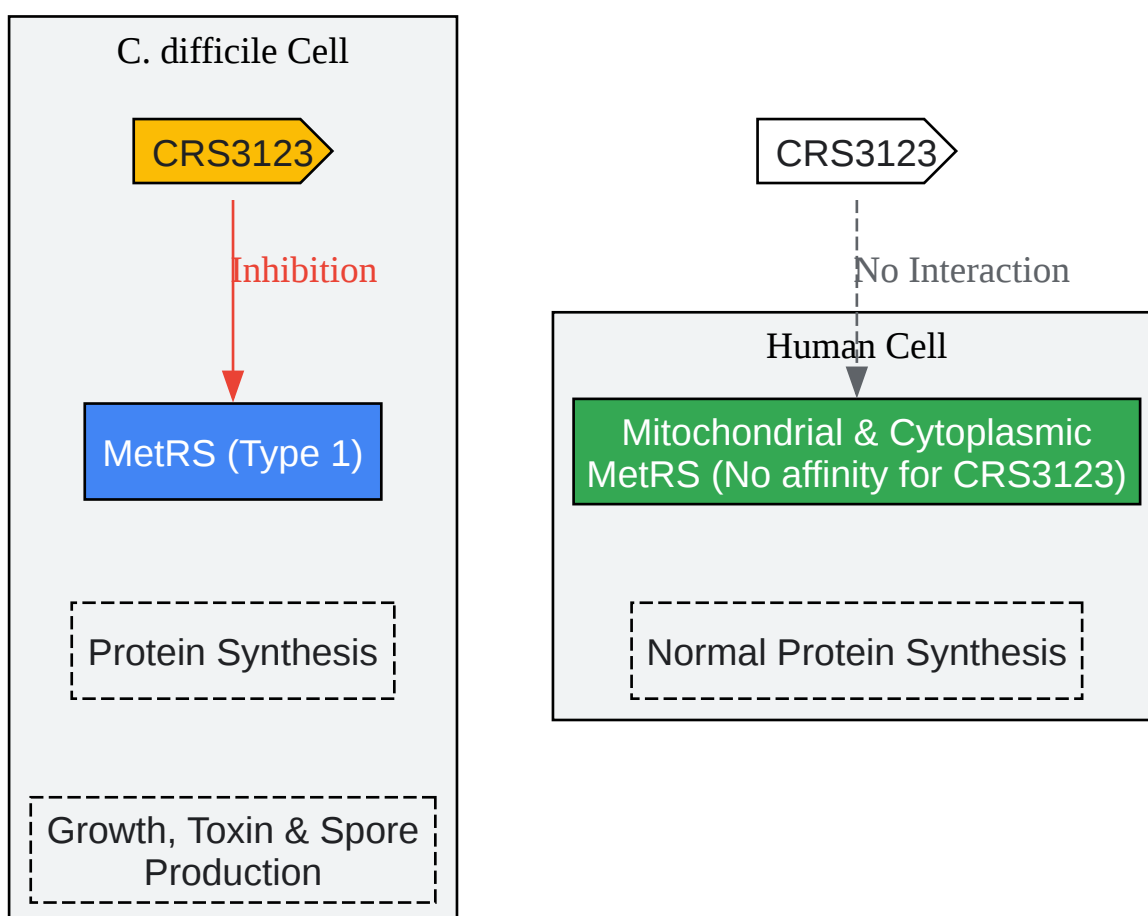 C. difficile Cell
CRS3123
Inhibition
MetRS (Type 1)
Protein Synthesis
Growth, Toxin & Spore
Production
CRS3123
No Interaction
Human Cell
Mitochondrial & Cytoplasmic
MetRS (No affinity for CRS3123)
Normal Protein Synthesis